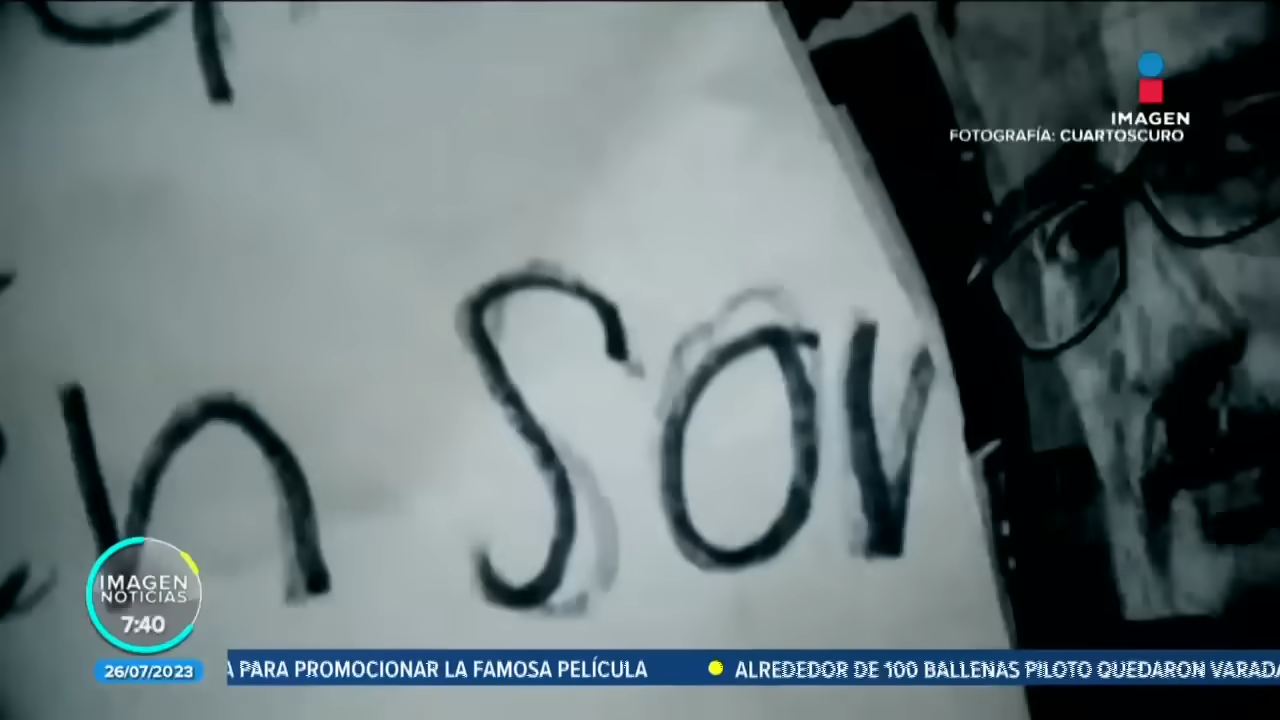 IMAGEN
FOTOGRAFÍA: CUARTOSCURO
n sov
IMAGEN
NOTICIAS
7:40
26/07/2023
A PARA PROMOCIONAR LA FAMOSA PELÍCULA
ALREDEDOR DE 100 BALLENAS PILOTO QUEDARON VARADA